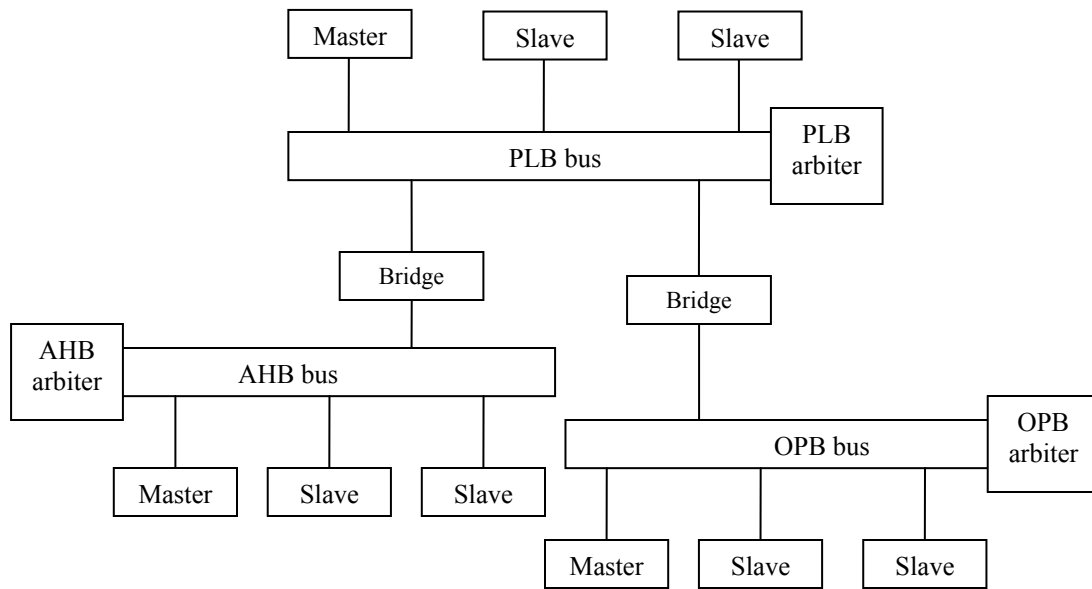 Master
Slave
Slave
PLB bus
PLB
arbiter
Bridge
Bridge
AHB
arbiter
AHB bus
OPB bus
OPB
arbiter
Master
Slave
Slave
Master
Slave
Slave